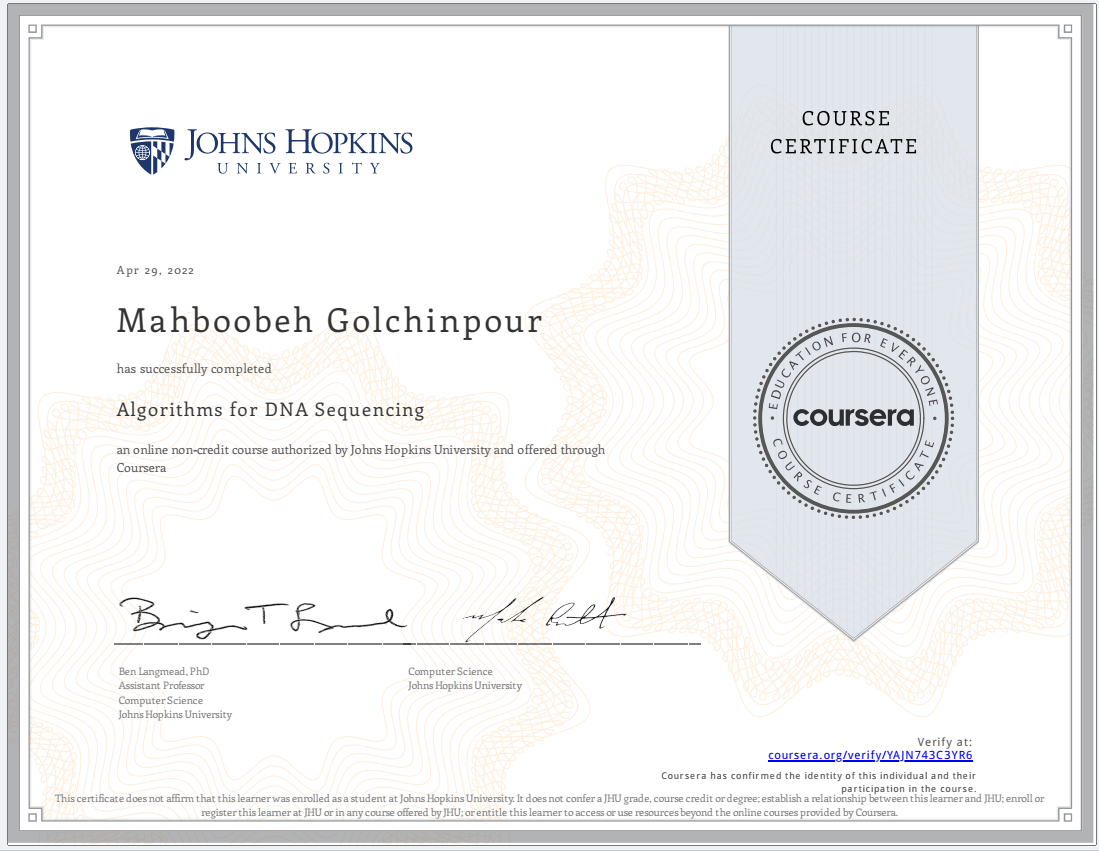 JOHNS HOPKINS
UNIVERSITY
COURSE
CERTIFICATE
Apr 29, 2022
Mahboobeh Golchinpour
has successfully completed
Algorithms for DNA Sequencing
an online non-credit course authorized by Johns Hopkins University and offered through
Coursera
EDUCATION FOR EVERYONE
coursera
COURSE CERTIFICATE
Ben Langmead, PhD
Assistant Professor
Computer Science
Johns Hopkins University
Computer Science
Johns Hopkins University
Verify at:
coursera.org/verify/YAJN743C3YR6
Coursera has confirmed the identity of this individual and their
participation in the course.
This certificate does not affirm that this learner was enrolled as a student at Johns Hopkins University. It does not confer a JHU grade, course credit or degree; establish a relationship between this learner and JHU; enroll or
register this learner at JHU or in any course offered by JHU; or entitle this learner to access or use resources beyond the online courses provided by Coursera.